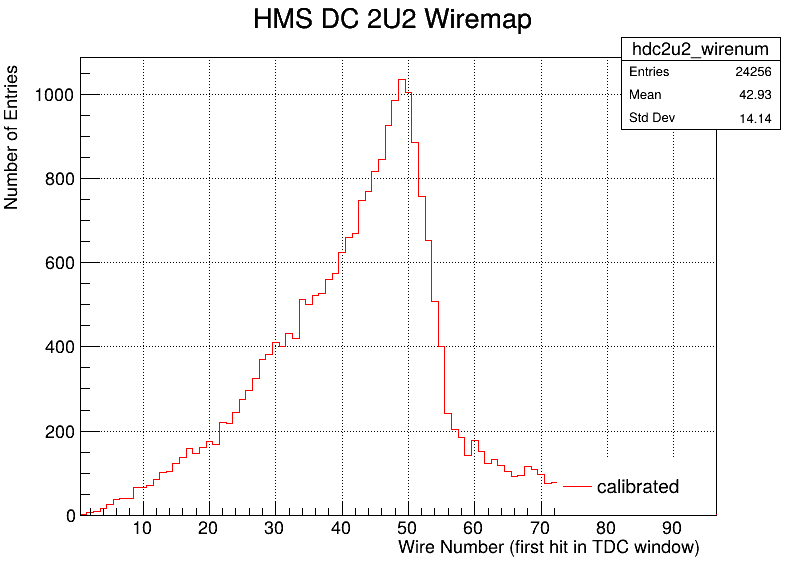 HMS DC 2U2 Wiremap
hdc2u2_wirenum
Entries 24256
Mean 42.93
Std Dev 14.14
Number of Entries
1000
800
600
400
200
0
calibrated
10 20 30 40 50 60 70 80 90
Wire Number (first hit in TDC window)